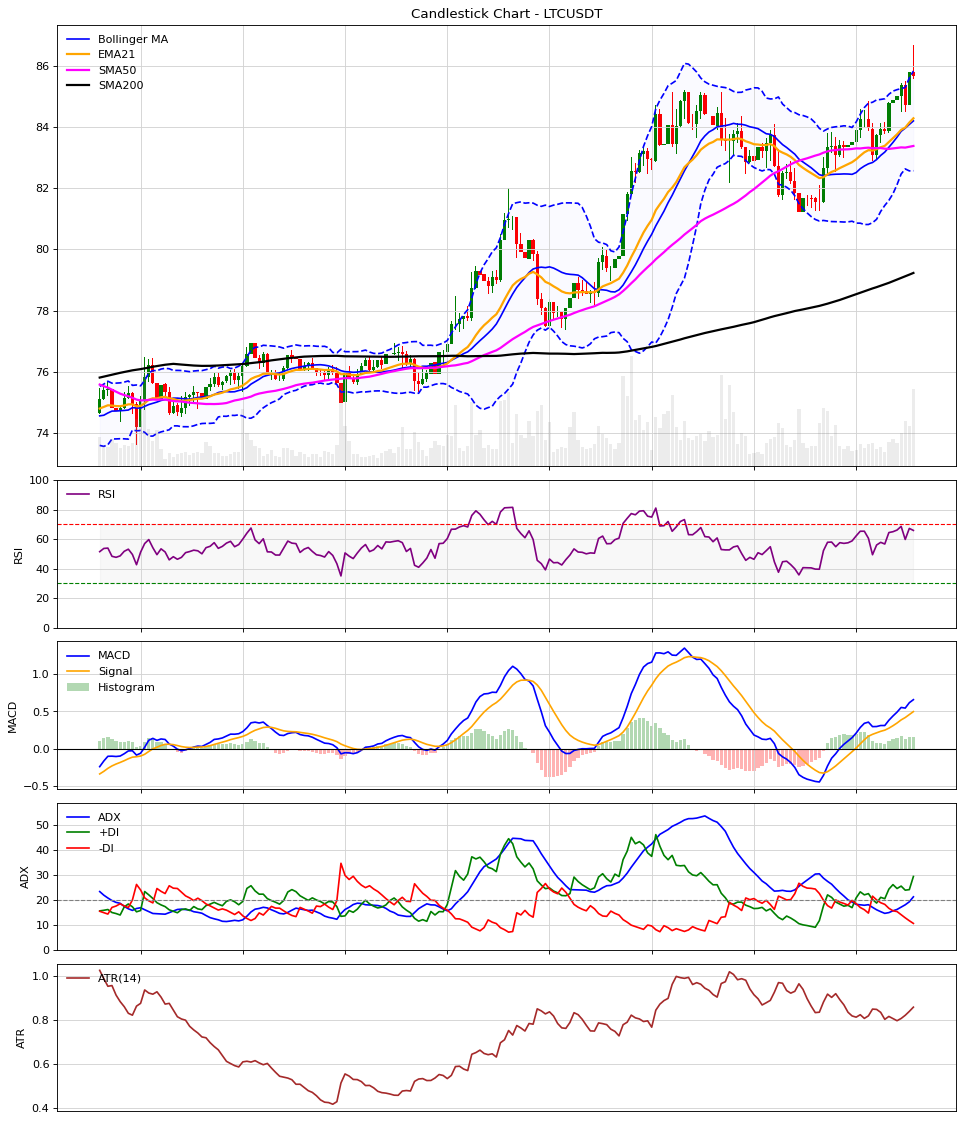 Candlestick Chart - LTCUSDT
Bollinger MA
EMA21
SMA50
SMA200
86
84
82
80
78
76
74
RSI
100
80
60
40
20
0
RSI
MACD
Signal
Histogram
1.0
0.5
0.0
−0.5
MACD
ADX
+DI
-DI
50
40
30
20
10
0
ADX
ATR(14)
1.0
0.8
0.6
0.4
ATR